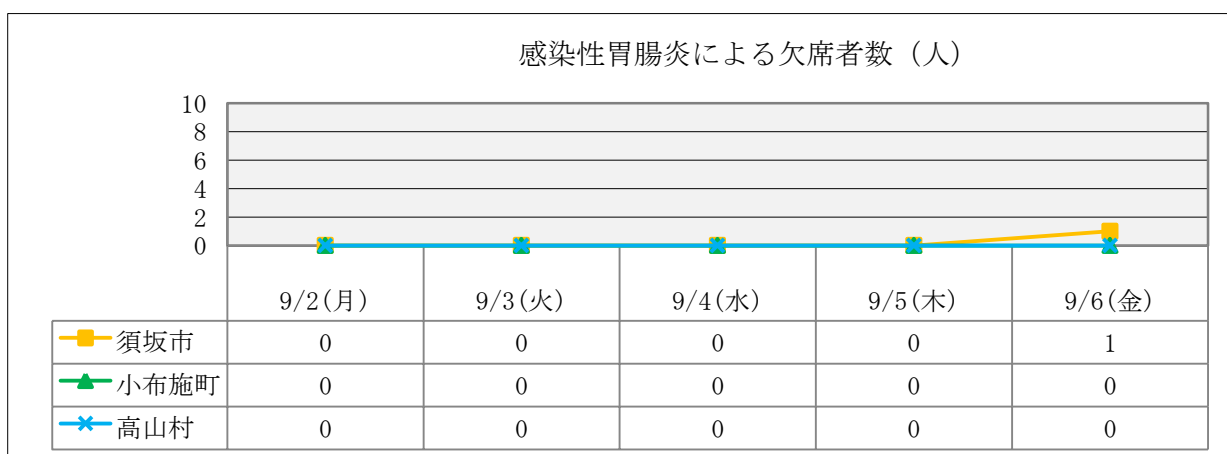 感染性胃腸炎による欠席者数（人）
10
8
6
4
2
0
9/2(月) 9/3(火) 9/4(水) 9/5(木) 9/6(金)
須坂市 0 0 0 0 1
小布施町 0 0 0 0 0
高山村 0 0 0 0 0